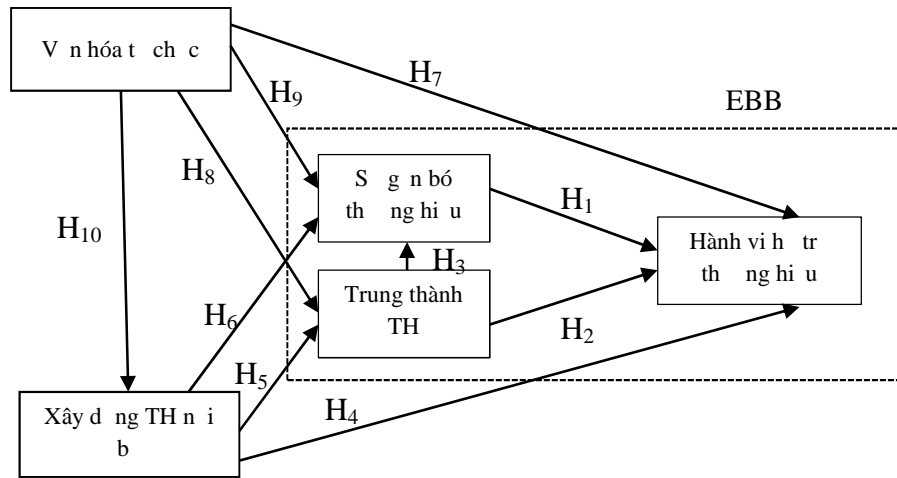 V n hóa t ch c
H7
H9
EBB
H8
S g n bó
th ng hi u
H1
H10
Hành vi h tr
th ng hi u
H3
Trung thành
TH
H6
H2
H5
Xây d ng TH n i
b
H4